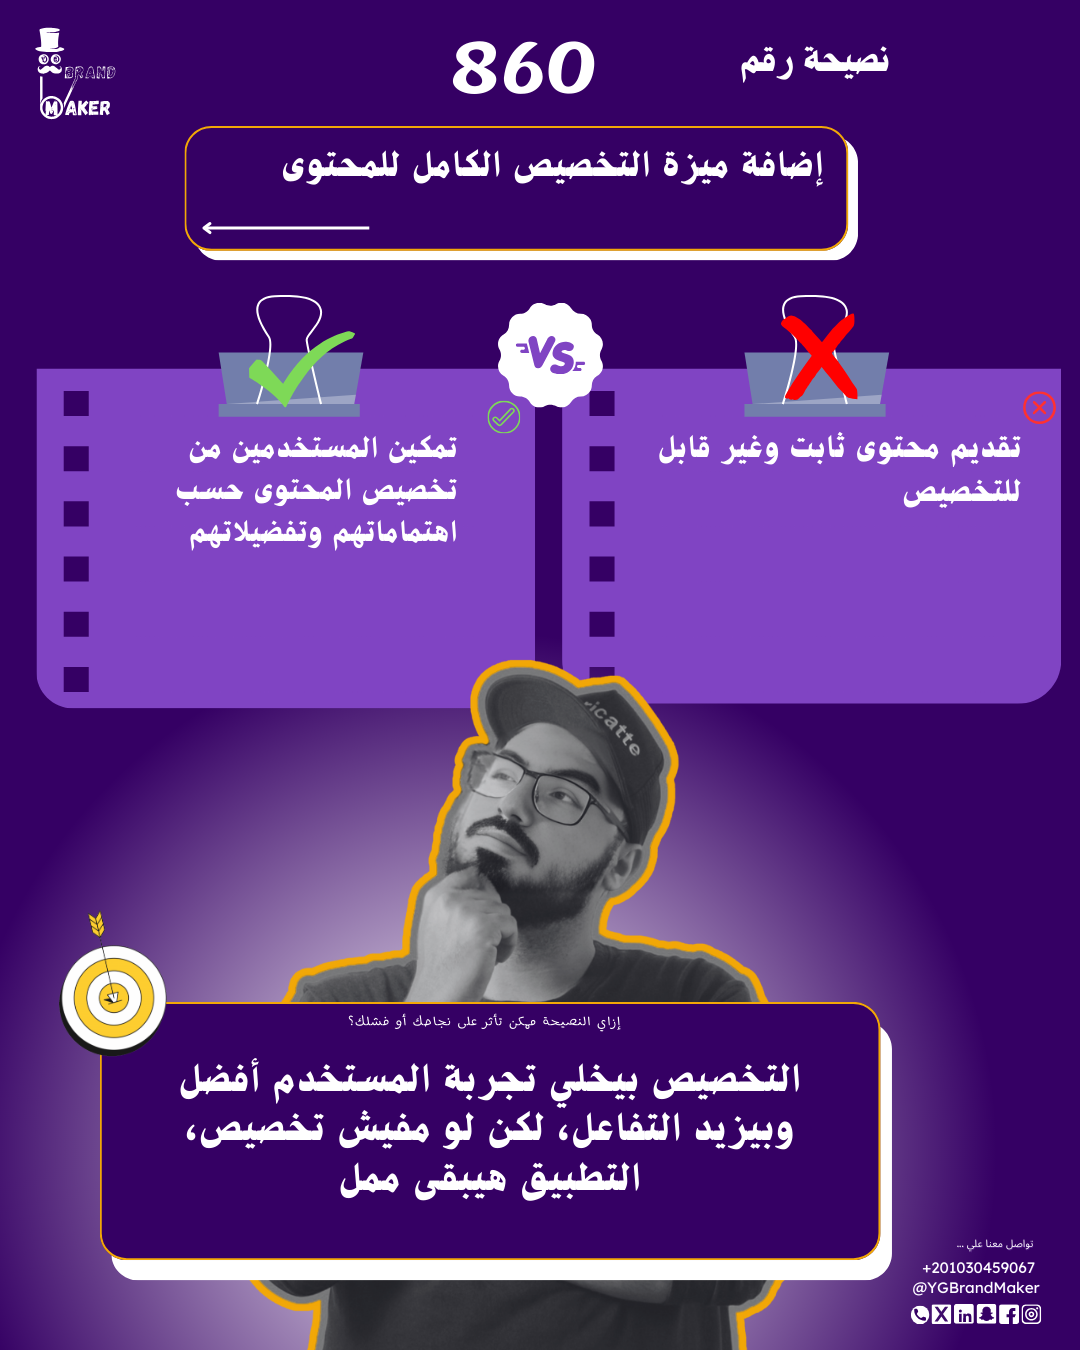 BRAND
MAKER
نصيحة رقم 860
إضافة ميزة التخصيص الكامل للمحتوى
VS
تقديم محتوى ثابت وغير قابل
للتخصيص
تمكين المستخدمين من
تخصيص المحتوى حسب
اهتماماتهم وتفضيلاتهم
icatte
إزاي النصيحة ممكن تأثر على نجاحك أو فشلك؟
التخصيص بيخلي تجربة المستخدم أفضل
وبيزيد التفاعل، لكن لو مفيش تخصيص،
التطبيق هيبقى ممل
تواصل معنا علي ...
+201030459067
@YGBrandMaker